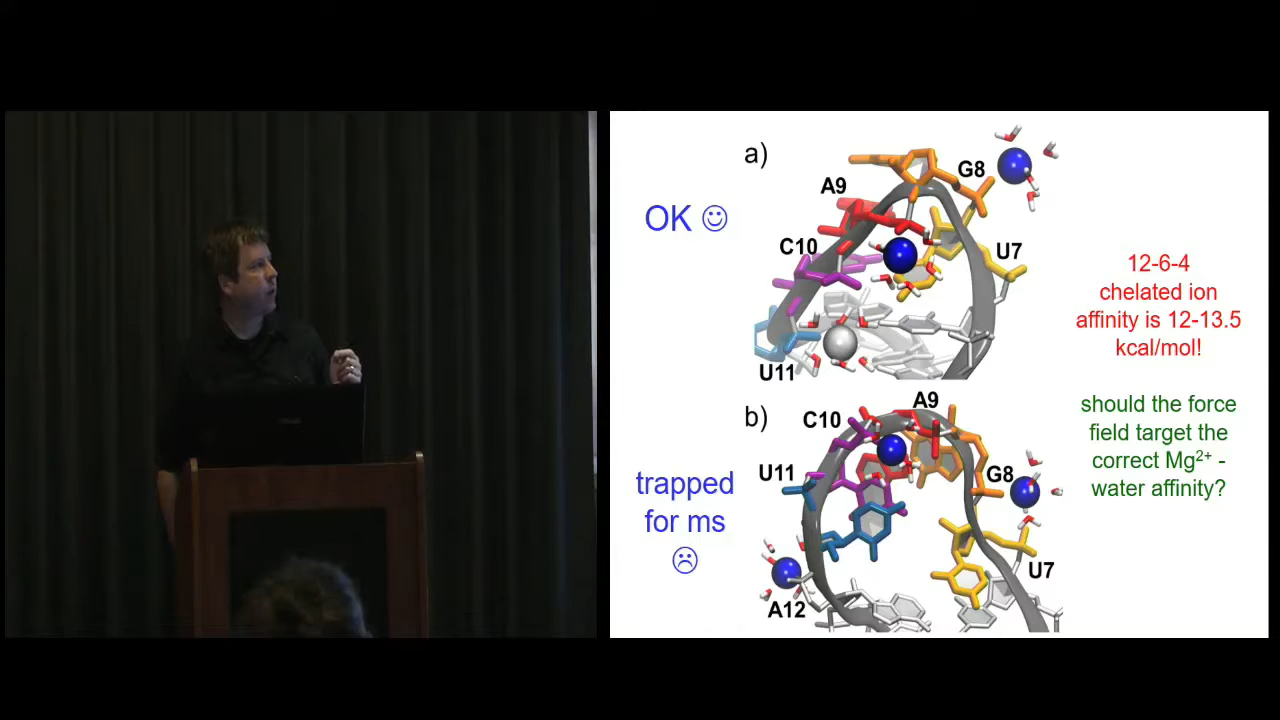 a)
OK ☺
G8
A9
C10
U7
U11
b)
trapped
for ms
☹
A9
C10
U11
G8
U7
A12
12-6-4
chelated ion
affinity is 12-13.5
kcal/mol!
should the force
field target the
correct Mg²⁺ -
water affinity?